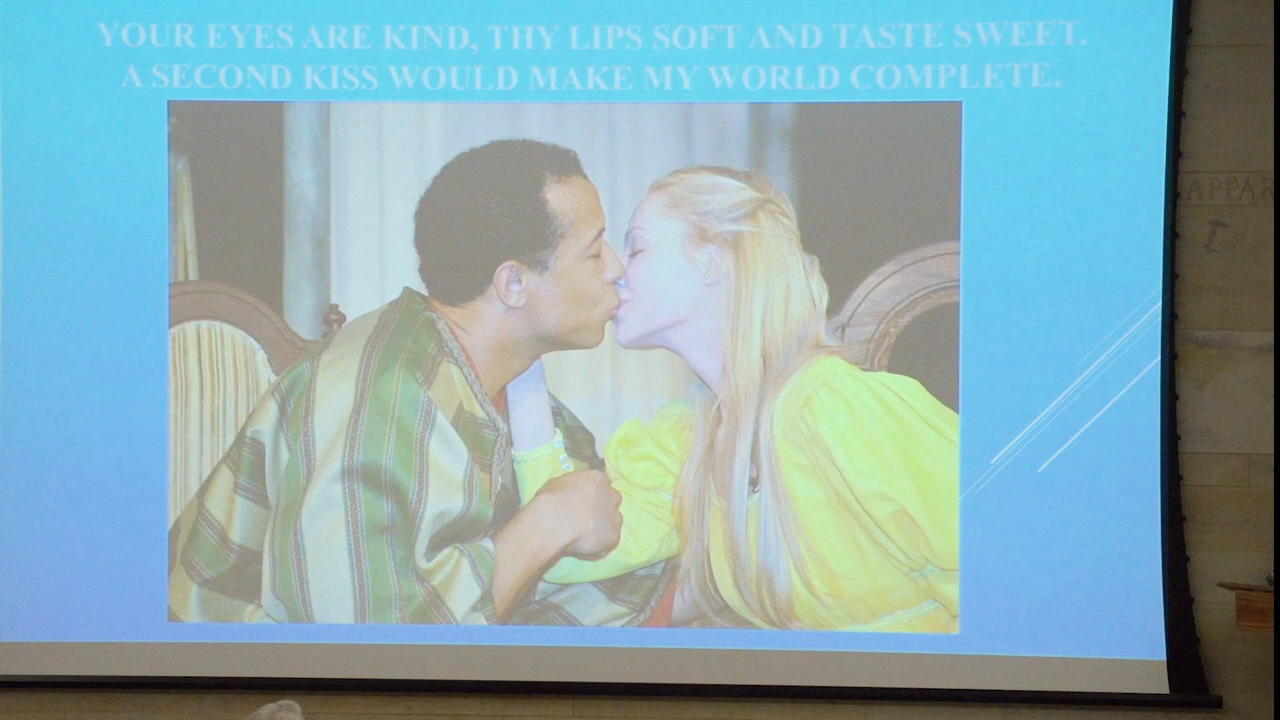 YOUR EYES ARE KIND, THY LIPS SOFT AND TASTE SWEET.
A SECOND KISS WOULD MAKE MY WORLD COMPLETE.